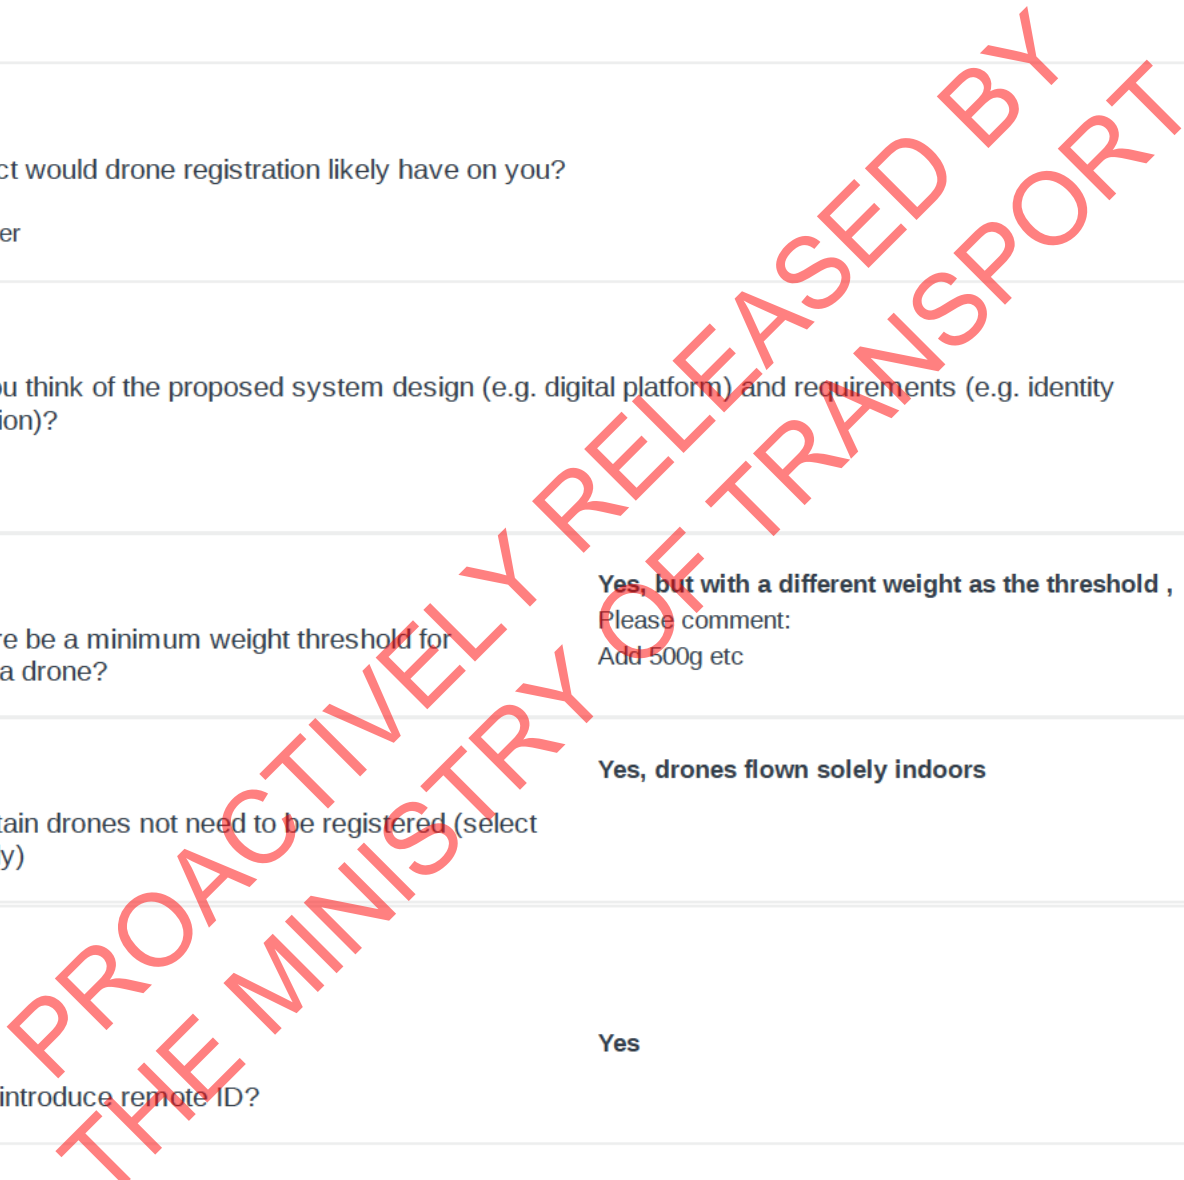 ct would drone registration likely have on you?
er
ou think of the proposed system design (e.g. digital platform) and requirements (e.g. identity
ion)?
Yes, but with a different weight as the threshold ,
Please comment:
Add 500g etc
re be a minimum weight threshold for
a drone?
Yes, drones flown solely indoors
tain drones not need to be registered (select
ly)
Yes
introduce remote ID?
PROACTIVELY RELEASED BY
THE MINISTRY OF TRANSPORT